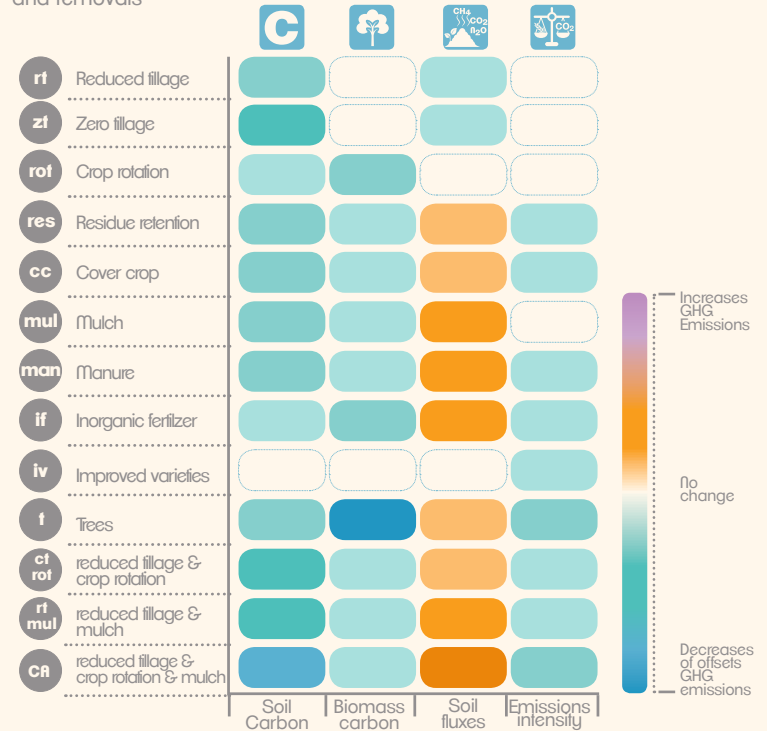 and removals
C
CH4
CO2
n2O
CO2
rt Reduced tillage
zt Zero tillage
rot Crop rotation
res Residue retention
cc Cover crop
mul Mulch
man Manure
if Inorganic fertilzer
iv Improved varieties
t Trees
ct
rot
reduced tillage &
crop rotation
rt
mul
reduced tillage &
mulch
CA
reduced tillage &
crop rotation & mulch
Soil
Carbon
Biomass
carbon
Soil
fluxes
Emissions
intensity
Increases
GHG
Emissions
No
change
Decreases
of offsets
GHG
emissions